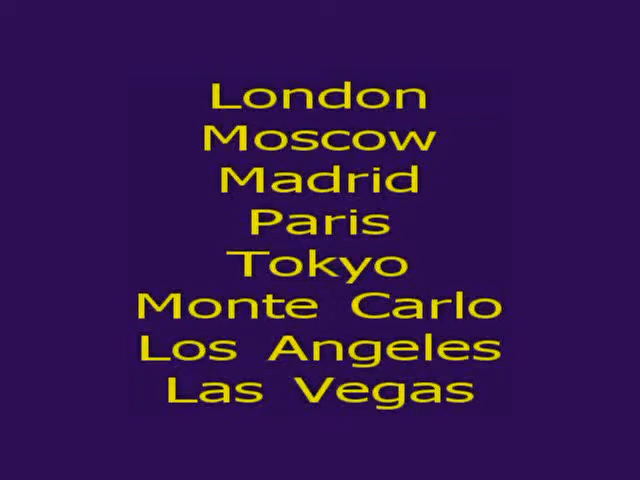 London
Moscow
Madrid
Paris
Tokyo
Monte Carlo
Los Angeles
Las Vegas